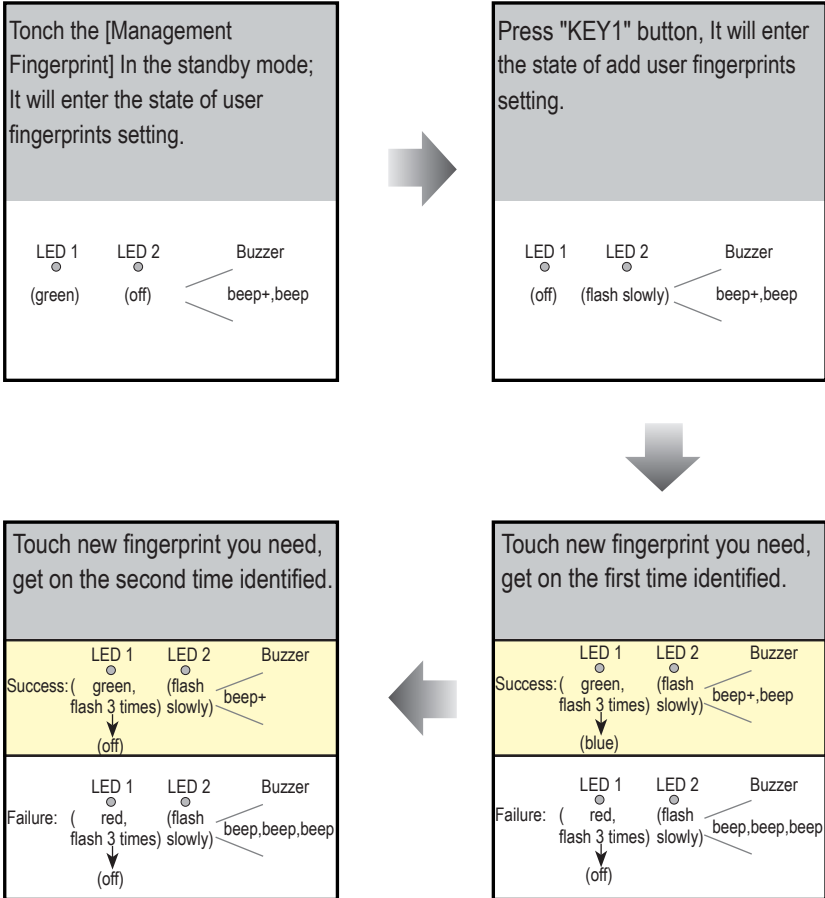 Tonch the [Management
Fingerprint] In the standby mode;
It will enter the state of user
fingerprints setting.
LED 1 LED 2 Buzzer
(green) (off) beep+,beep
Press "KEY1" button, It will enter
the state of add user fingerprints
setting.
LED 1 LED 2 Buzzer
(off) (flash slowly) beep+,beep
Touch new fingerprint you need,
get on the first time identified.
LED 1 LED 2 Buzzer
Success: ( green, (flash
flash 3 times) slowly) beep+,beep
(blue)
LED 1 LED 2 Buzzer
Failure: ( red, (flash
flash 3 times) slowly) beep,beep,beep
(off)
Touch new fingerprint you need,
get on the second time identified.
LED 1 LED 2 Buzzer
Success: ( green, (flash
flash 3 times) slowly) beep+
(off)
LED 1 LED 2 Buzzer
Failure: ( red, (flash
flash 3 times) slowly) beep,beep,beep
(off)